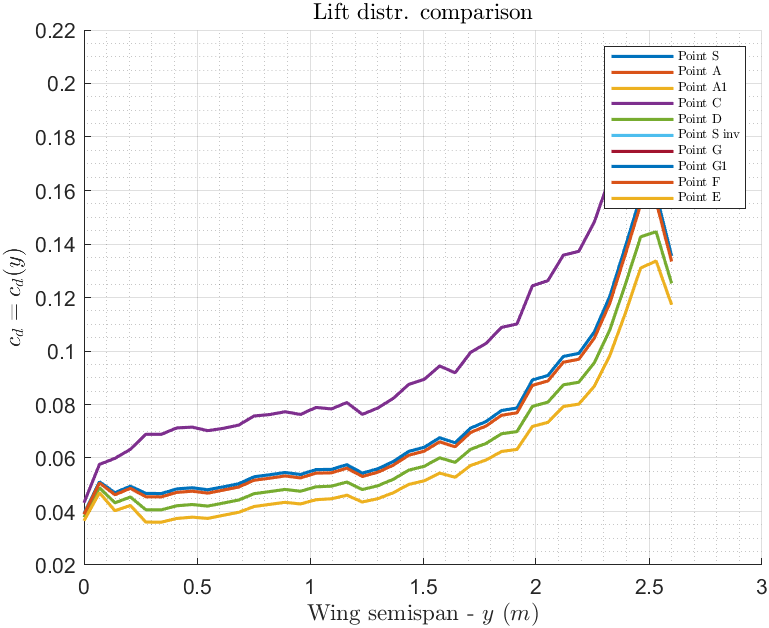 Lift distr. comparison
0.22
0.2
0.18
0.16
0.14
0.12
0.1
0.08
0.06
0.04
0.02
c_d = c_d(y)
Point S
Point A
Point A1
Point C
Point D
Point S inv
Point G
Point G1
Point F
Point E
0 0.5 1 1.5 2 2.5 3
Wing semispan - y (m)